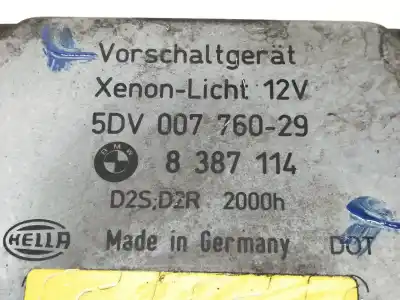 Vorschaltgerät
Xenon-Licht 12V
5DV 007 760-29
BMW 8 387 114
D2S,D2R 2000h
HELLA Made in Germany DOT